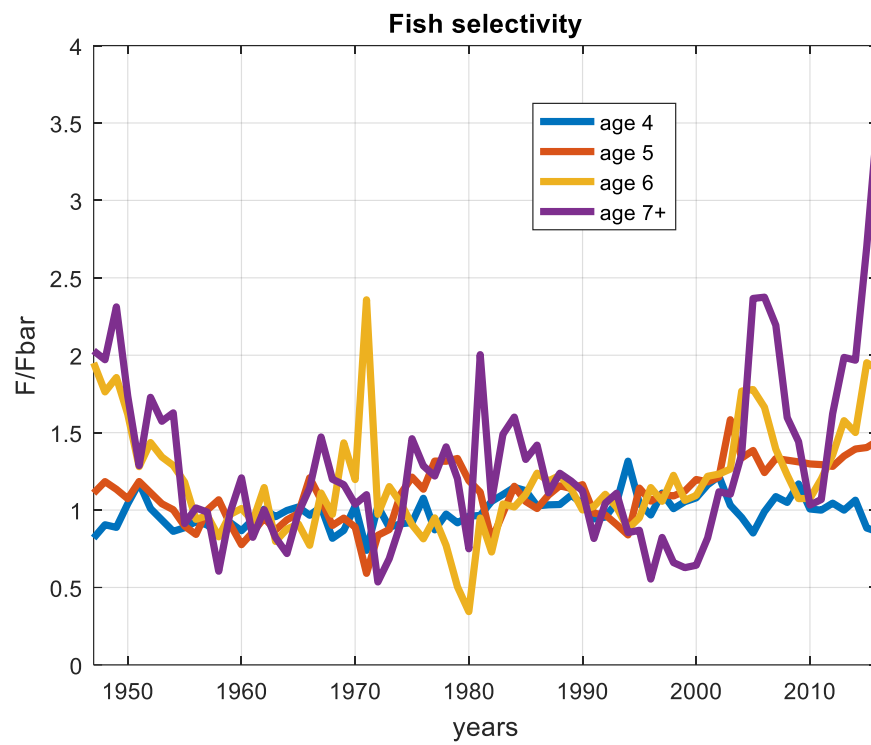 Fish selectivity
4
3.5
3
2.5
2
1.5
1
0.5
0
F/Fbar
age 4
age 5
age 6
age 7+
1950 1960 1970 1980 1990 2000 2010
years